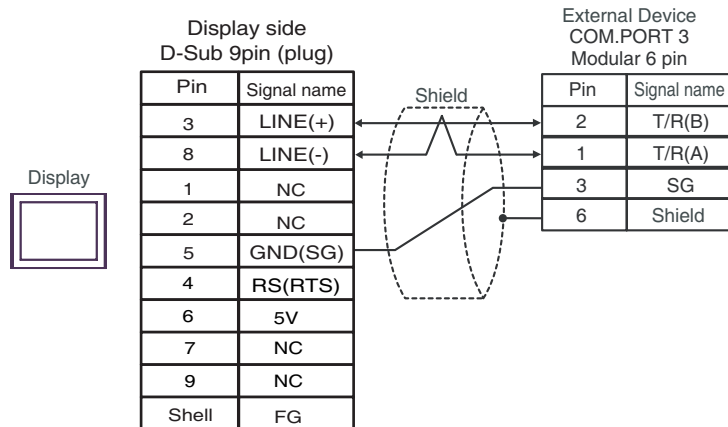 Display side
D-Sub 9pin (plug)
Pin Signal name
3 LINE(+)
8 LINE(-)
1 NC
2 NC
5 GND(SG)
4 RS(RTS)
6 5V
7 NC
9 NC
Shell FG
Display
Shield
External Device
COM.PORT 3
Modular 6 pin
Pin Signal name
2 T/R(B)
1 T/R(A)
3 SG
6 Shield